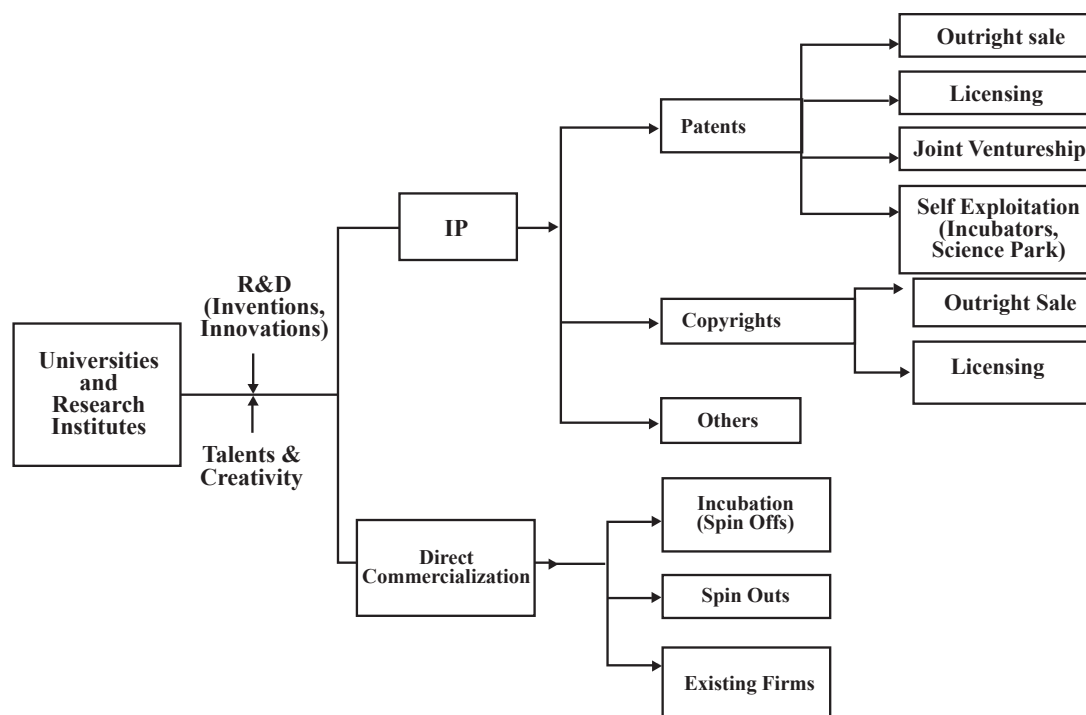 Universities
and
Research
Institutes
R&D
(Inventions,
Innovations)
Talents &
Creativity
IP
Patents
Outright sale
Licensing
Joint Ventureship
Self Exploitation
(Incubators,
Science Park)
Copyrights
Outright Sale
Licensing
Others
Direct
Commercialization
Incubation
(Spin Offs)
Spin Outs
Existing Firms